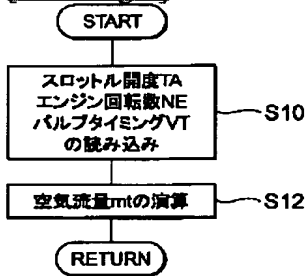 START
スロットル開度TA
エンジン回転数NE
バルブタイミングVT
の読み込み
S10
空気流量mtの演算
S12
RETURN